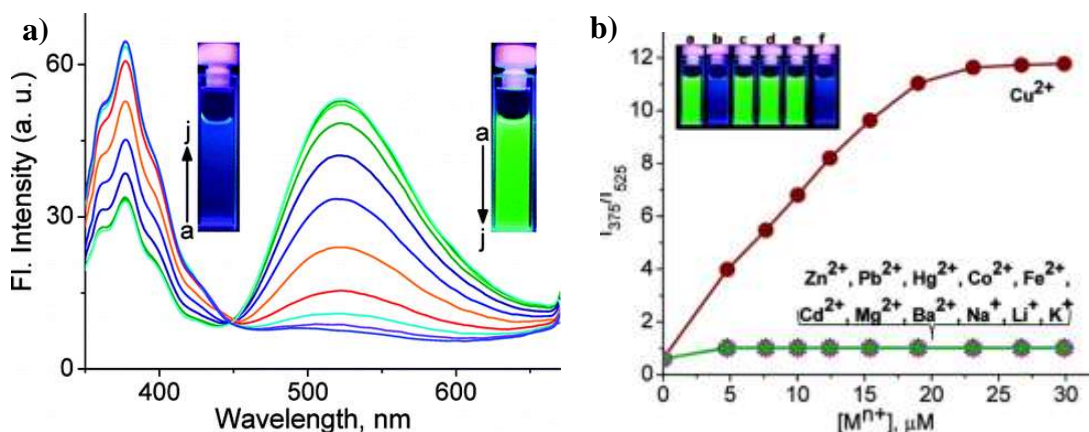 a)
Fl. Intensity (a. u.)
60
30
0
j
a
a
j
400
500
600
Wavelength, nm
b)
a b c d e f
I375/I525
12
10
8
6
4
2
0
Cu2+
Zn2+, Pb2+, Hg2+, Co2+, Fe2+,
Cd2+, Mg2+, Ba2+, Na+, Li+, K+
0 5 10 15 20 25 30
[Mn+], μM